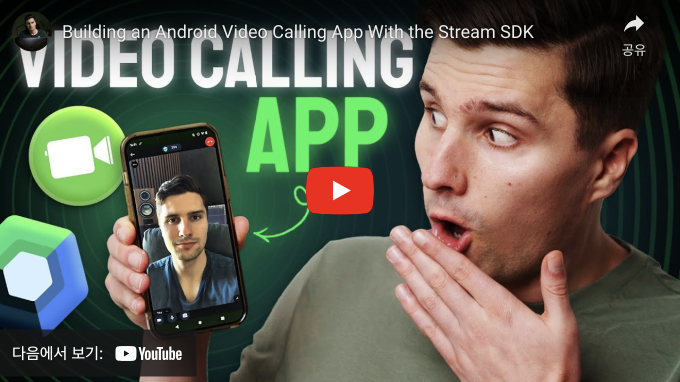 Building an Android Video Calling App With the Stream SDK
공유
VIDEO CALLING
APP
다음에서 보기: YouTube